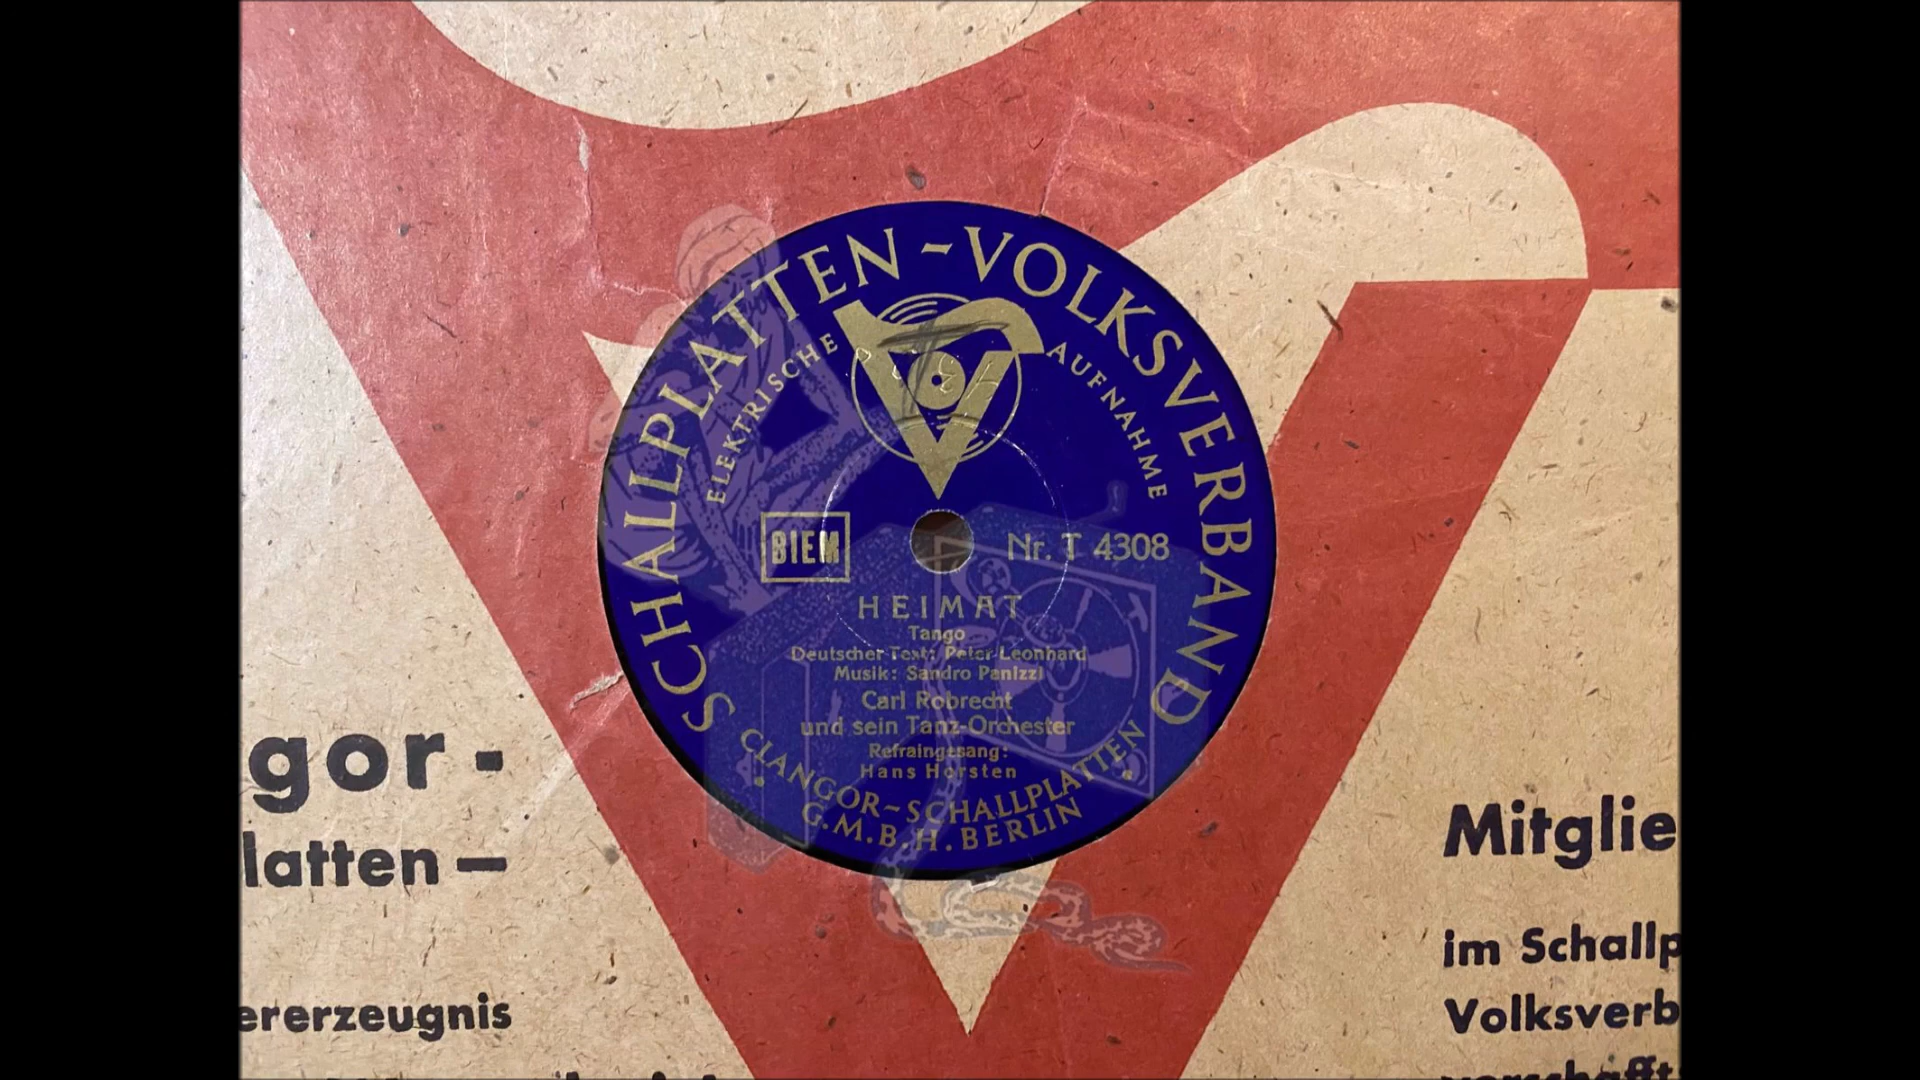 SCHALLPLATTEN-VOLKSVERBAND
ELEKTRISCHE AUFNAHME
BIEM
Nr. T 4308
HEIMAT
Tango
Deutscher Text: Peter Leonhard
Musik: Sandro Panizzi
Carl Robrecht
und sein Tanz-Orchester
Refraingesang:
Hans Horsten
CLANGOR-SCHALLPLATTEN
G.M.B.H. BERLIN
gor-
latten —
ererzeugnis
Mitglie
im Schallp
Volksverb
verschafft